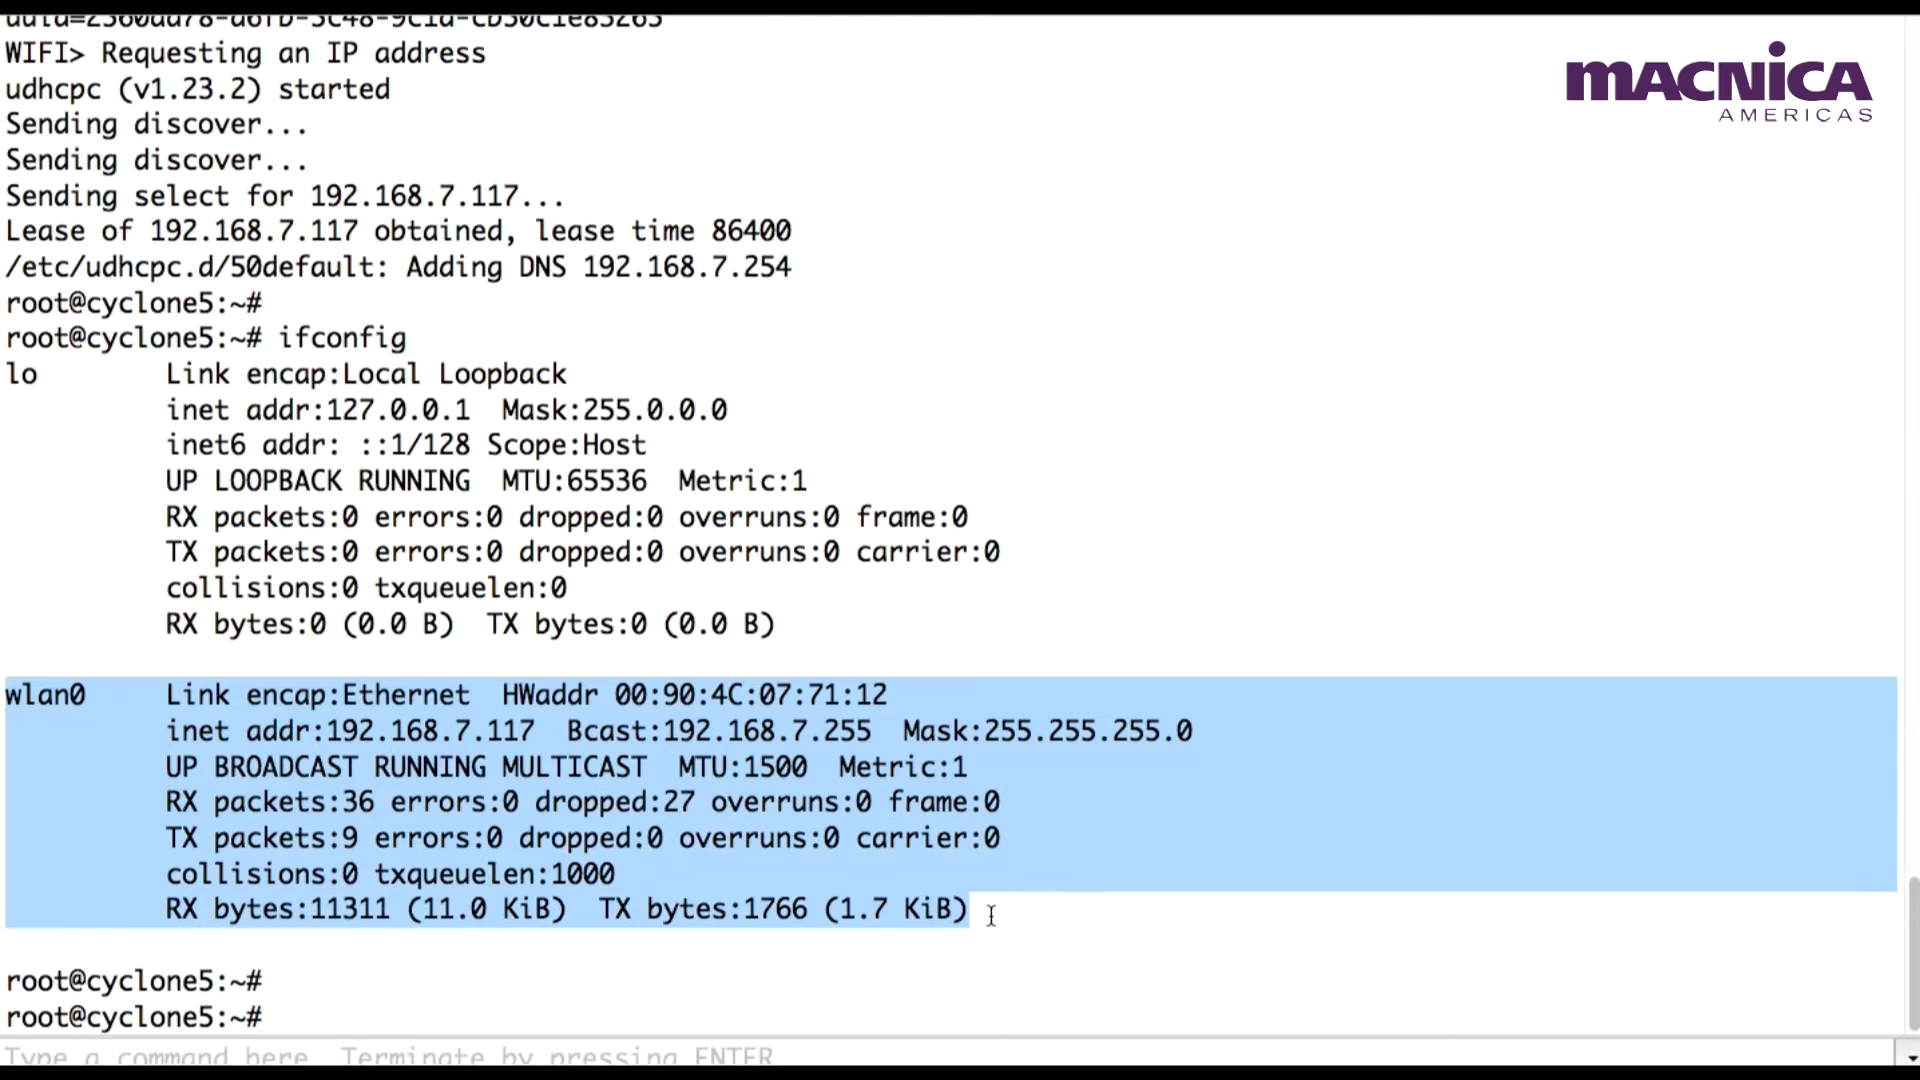 WIFI> Requesting an IP address
udhcpc (v1.23.2) started
Sending discover...
Sending discover...
Sending select for 192.168.7.117...
Lease of 192.168.7.117 obtained, lease time 86400
/etc/udhcpc.d/50default: Adding DNS 192.168.7.254
root@cyclone5:~#
root@cyclone5:~# ifconfig
lo Link encap:Local Loopback
inet addr:127.0.0.1 Mask:255.0.0.0
inet6 addr: ::1/128 Scope:Host
UP LOOPBACK RUNNING MTU:65536 Metric:1
RX packets:0 errors:0 dropped:0 overruns:0 frame:0
TX packets:0 errors:0 dropped:0 overruns:0 carrier:0
collisions:0 txqueuelen:0
RX bytes:0 (0.0 B) TX bytes:0 (0.0 B)
wlan0 Link encap:Ethernet HWaddr 00:90:4C:07:71:12
inet addr:192.168.7.117 Bcast:192.168.7.255 Mask:255.255.255.0
UP BROADCAST RUNNING MULTICAST MTU:1500 Metric:1
RX packets:36 errors:0 dropped:27 overruns:0 frame:0
TX packets:9 errors:0 dropped:0 overruns:0 carrier:0
collisions:0 txqueuelen:1000
RX bytes:11311 (11.0 KiB) TX bytes:1766 (1.7 KiB)
root@cyclone5:~#
root@cyclone5:~#
Type a command here. Terminate by pressing ENTER
MACNiCA
AMERICAS